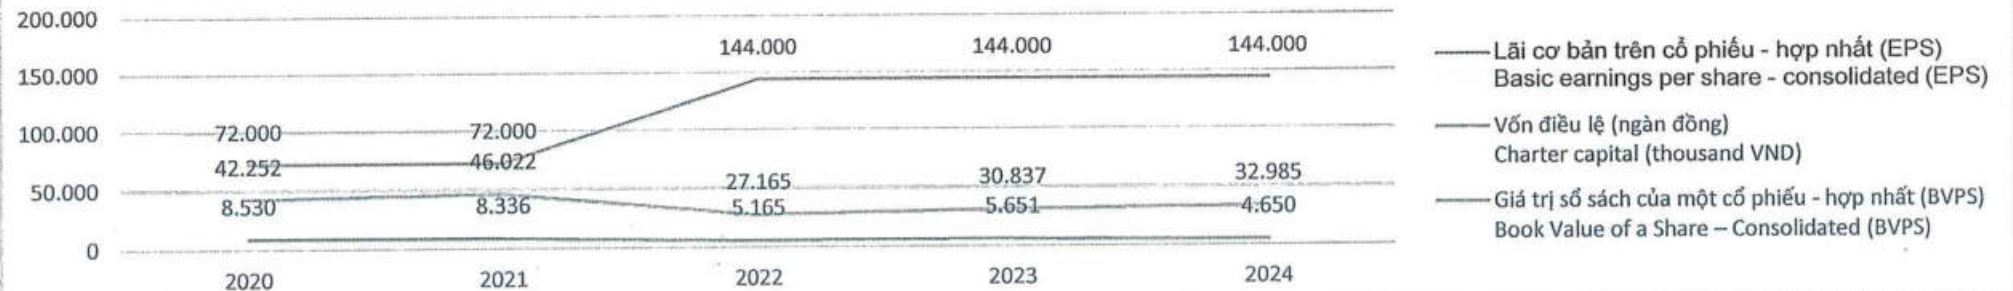 200.000
150.000
100.000
50.000
0
144.000 144.000 144.000
72.000 72.000
42.252 46.022 27.165 30.837 32.985
8.530 8.336 5.165 5.651 4.650
2020 2021 2022 2023 2024
Lãi cơ bản trên cổ phiếu - hợp nhất (EPS)
Basic earnings per share - consolidated (EPS)
Vốn điều lệ (ngàn đồng)
Charter capital (thousand VND)
Giá trị sổ sách của một cổ phiếu - hợp nhất (BVPS)
Book Value of a Share – Consolidated (BVPS)